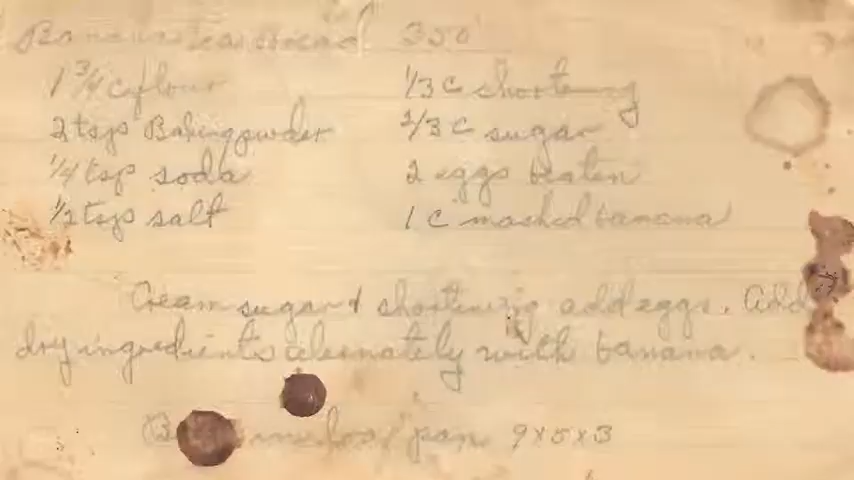 Banana tea bread 350°
1 3/4 c flour 1/3 c shortening
2 tsps Baking powder 2/3 c sugar
1/4 tsp soda 2 eggs beaten
1/2 tsp salt 1 c mashed banana
Cream sugar & shortening add eggs. Add
dry ingredients alternately with banana.
loaf pan 9x5x3